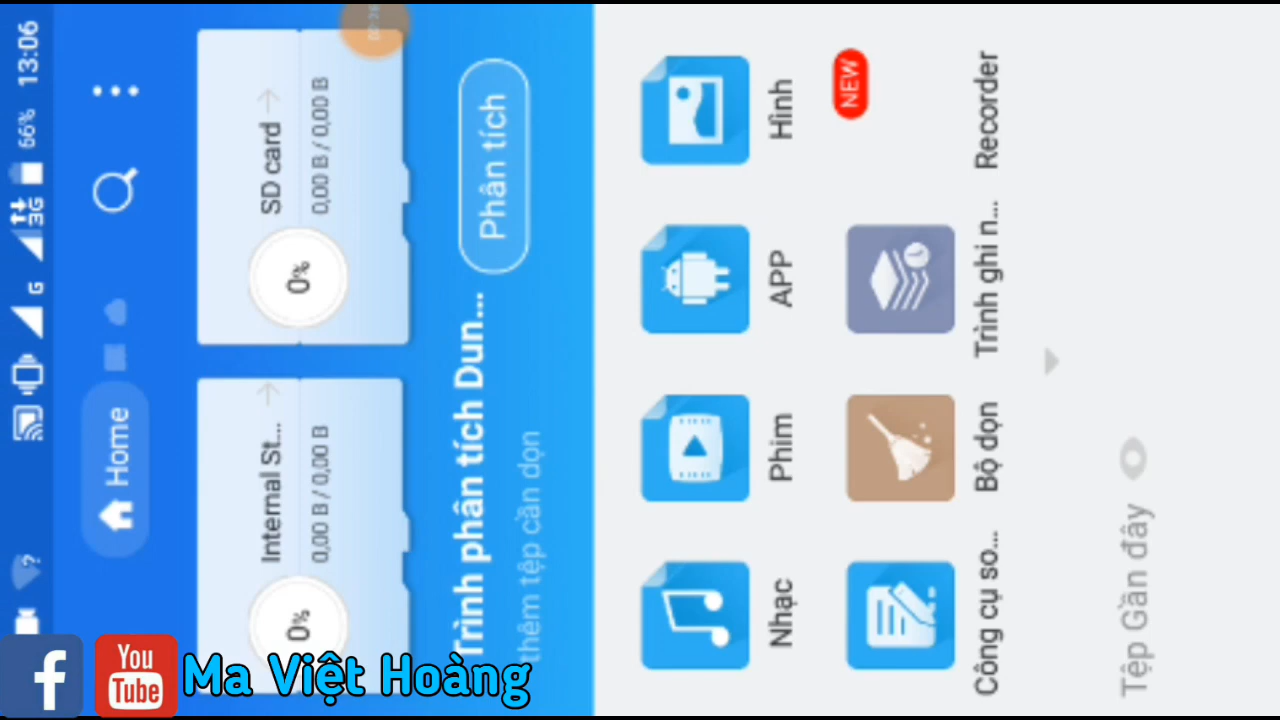 ? G 3G 66% 13:06
Home
Internal St...
0,00 B / 0,00 B
0%
SD card
0,00 B / 0,00 B
0%
Trình phân tích Dun...
thêm tệp cần dọn
Phân tích
Nhạc
Phim
APP
Hình
NEW
Công cụ so...
Bộ dọn
Trình ghi n...
Recorder
Tệp Gần đây
f
You
Tube
Ma Việt Hoàng